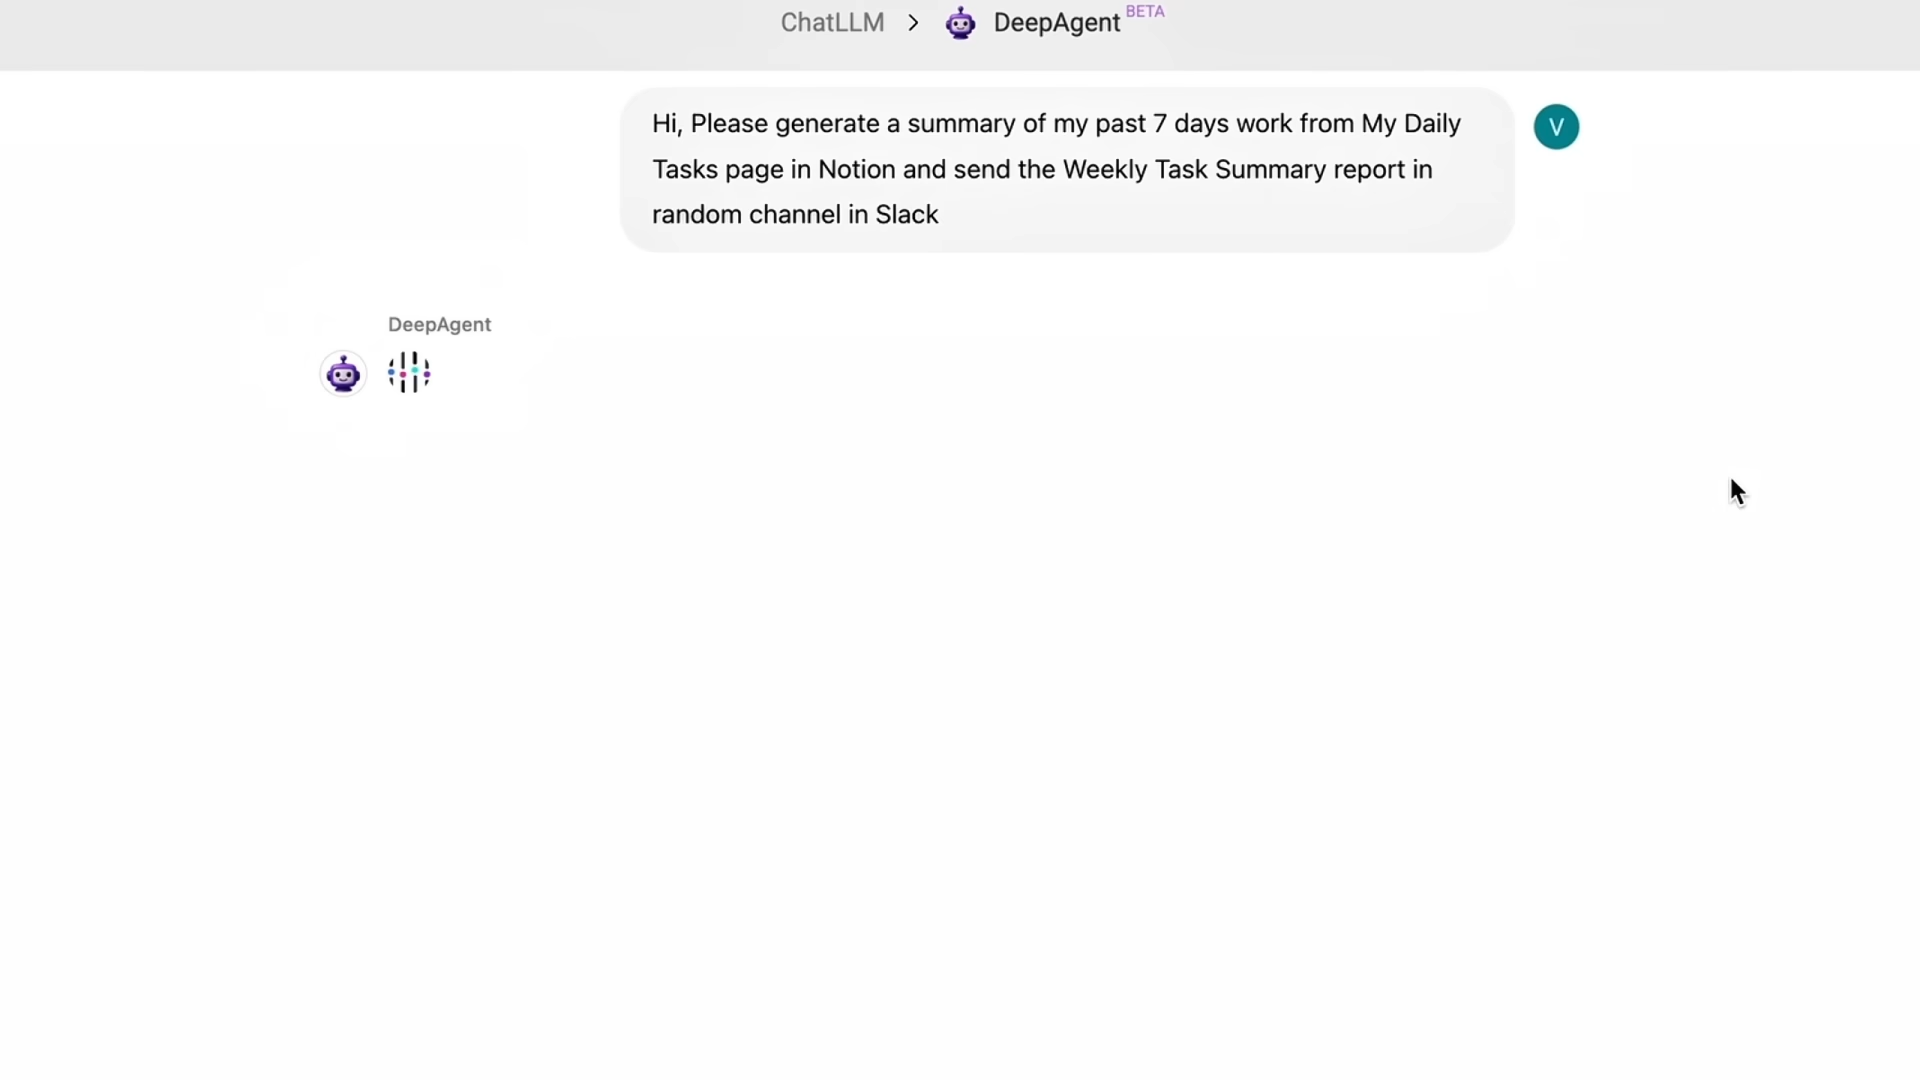 ChatLLM > DeepAgent BETA
Hi, Please generate a summary of my past 7 days work from My Daily
Tasks page in Notion and send the Weekly Task Summary report in
random channel in Slack
V
DeepAgent